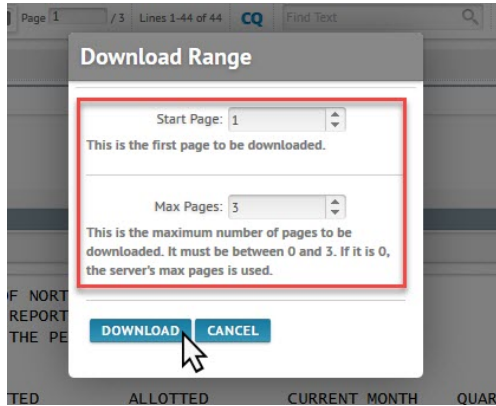 Page 1 / 3 Lines 1-44 of 44 CQ Find Text
Download Range
Start Page: 1
This is the first page to be downloaded.
Max Pages: 3
This is the maximum number of pages to be
downloaded. It must be between 0 and 3. If it is 0,
the server's max pages is used.
OF NORT
REPORT
THE PE
DOWNLOAD CANCEL
TTED ALLOTTED CURRENT MONTH QUAR